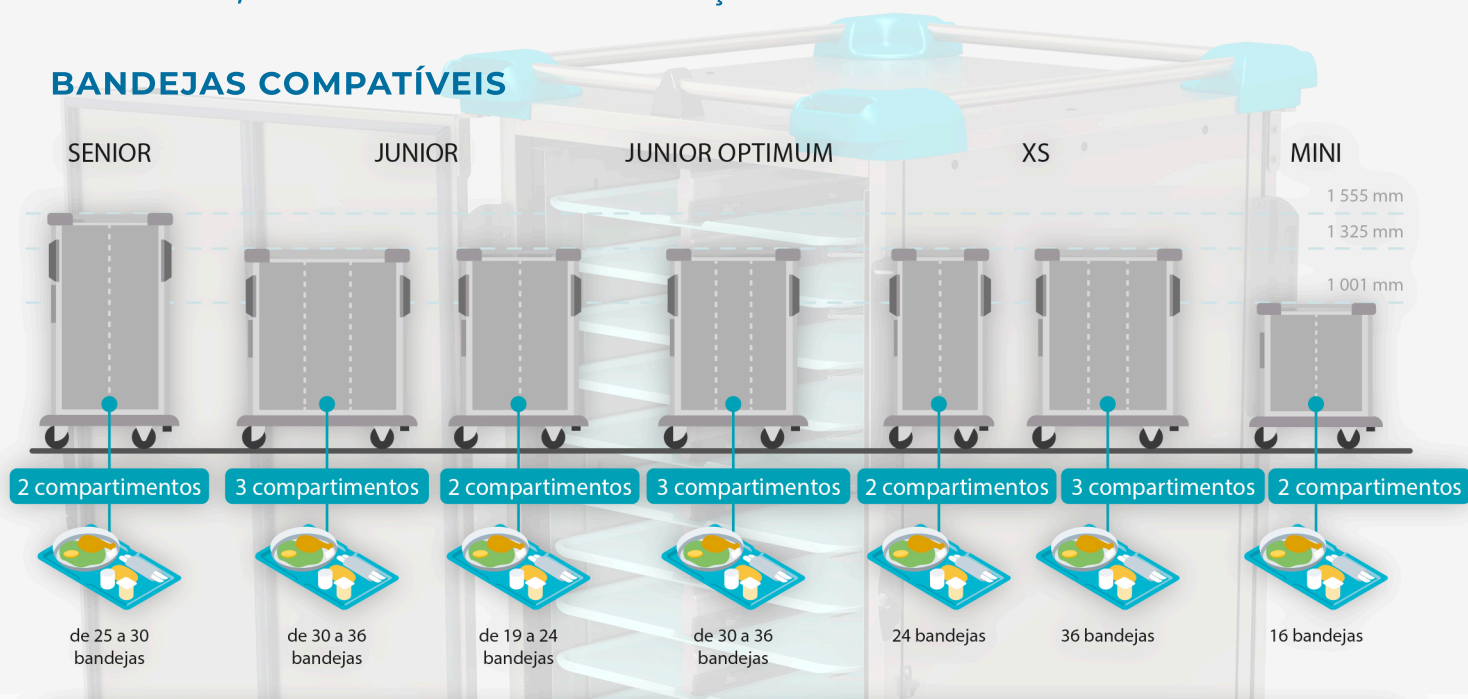 BANDEJAS COMPATÍVEIS
SENIOR
JUNIOR
JUNIOR OPTIMUM
XS
MINI
1 555 mm
1 325 mm
1 001 mm
2 compartimentos
3 compartimentos
2 compartimentos
3 compartimentos
2 compartimentos
3 compartimentos
2 compartimentos
de 25 a 30
bandejas
de 30 a 36
bandejas
de 19 a 24
bandejas
de 30 a 36
bandejas
24 bandejas
36 bandejas
16 bandejas